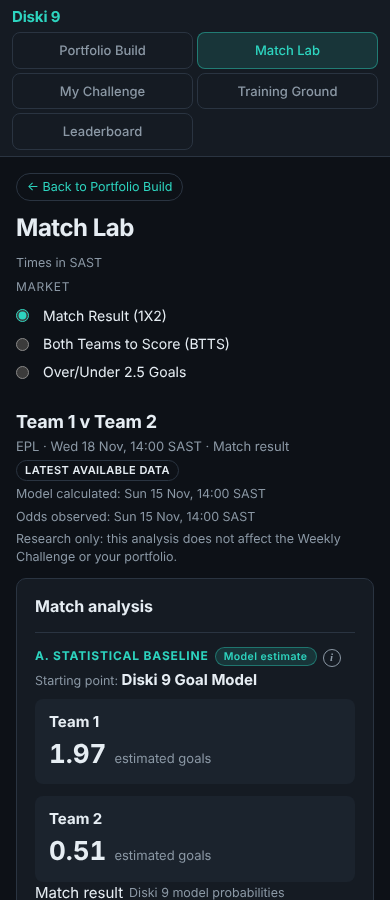 Diski 9
Portfolio Build
Match Lab
My Challenge
Training Ground
Leaderboard
← Back to Portfolio Build
Match Lab
Times in SAST
MARKET
Match Result (1X2)
Both Teams to Score (BTTS)
Over/Under 2.5 Goals
Team 1 v Team 2
EPL · Wed 18 Nov, 14:00 SAST · Match result
LATEST AVAILABLE DATA
Model calculated: Sun 15 Nov, 14:00 SAST
Odds observed: Sun 15 Nov, 14:00 SAST
Research only: this analysis does not affect the Weekly
Challenge or your portfolio.
Match analysis
A. STATISTICAL BASELINE Model estimate i
Starting point: Diski 9 Goal Model
Team 1
1.97 estimated goals
Team 2
0.51 estimated goals
Match result Diski 9 model probabilities